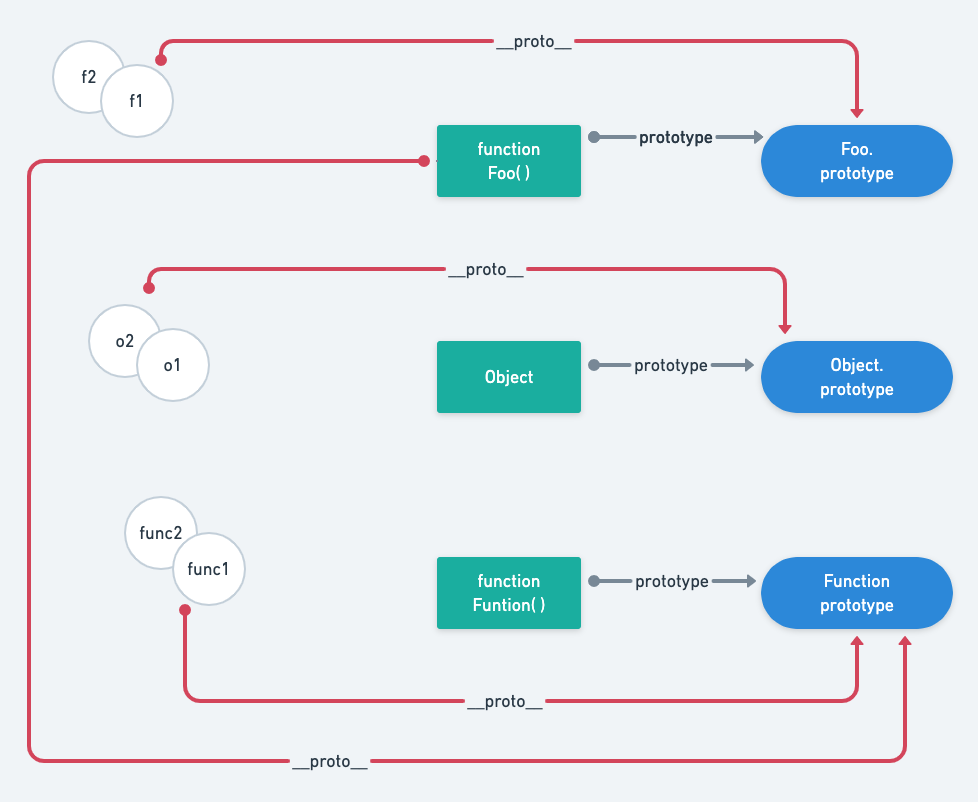 __proto__
f2
f1
prototype
function
Foo( )
Foo.
prototype
__proto__
o2
o1
prototype
Object
Object.
prototype
func2
func1
prototype
function
Funtion( )
Function
prototype
__proto__
__proto__